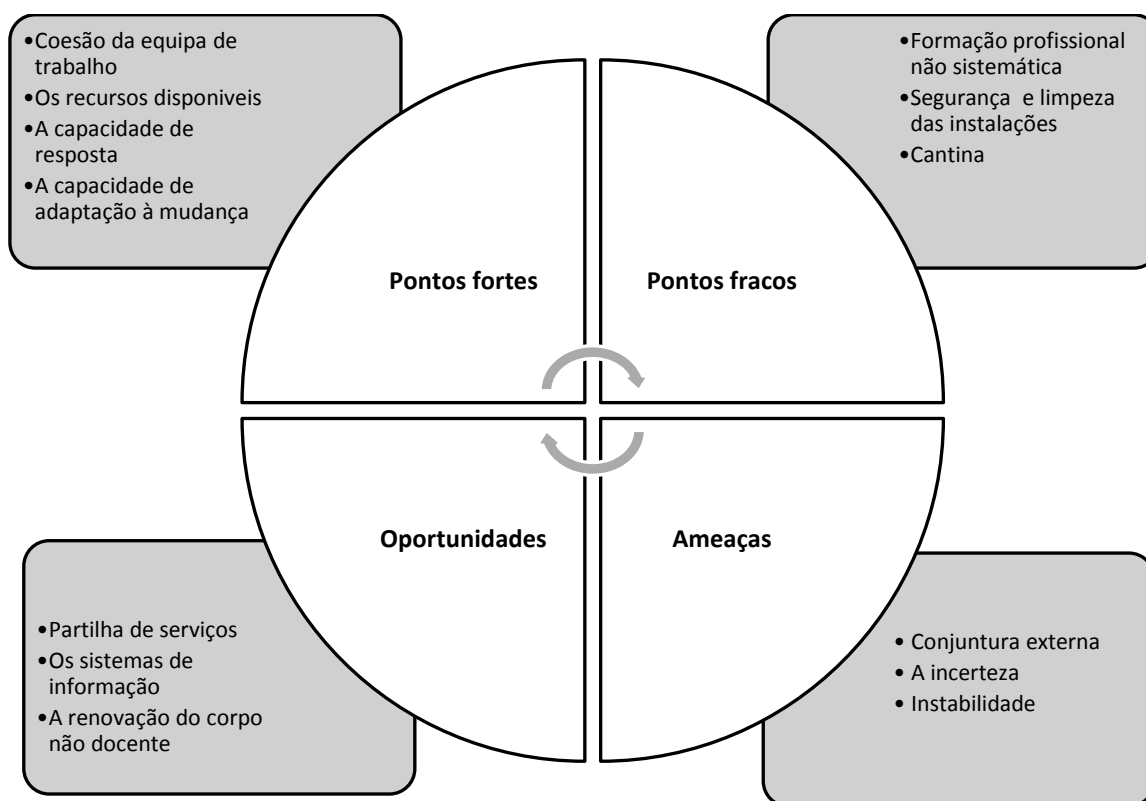 •Coesão da equipa de
trabalho
•Os recursos disponiveis
•A capacidade de
resposta
•A capacidade de
adaptação à mudança
•Formação profissional
não sistemática
•Segurança e limpeza
das instalações
•Cantina
Pontos fortes
Pontos fracos
Oportunidades
Ameaças
•Partilha de serviços
•Os sistemas de
informação
•A renovação do corpo
não docente
• Conjuntura externa
• A incerteza
• Instabilidade